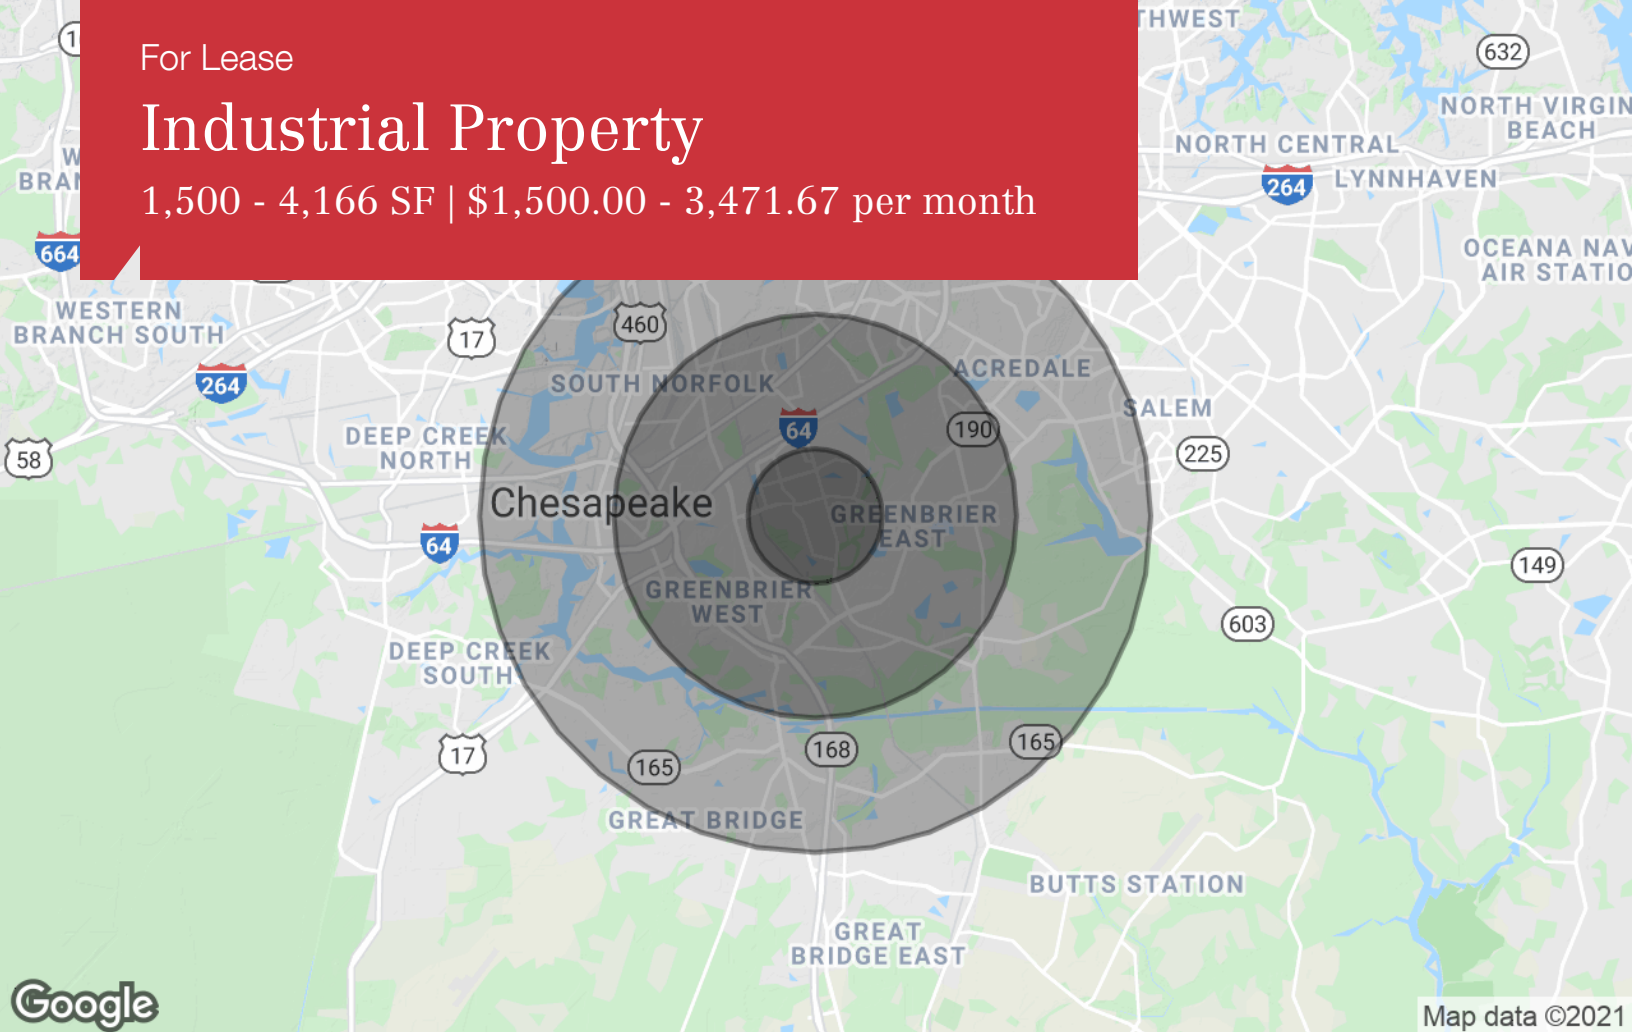 For Lease
Industrial Property
1,500 - 4,166 SF | $1,500.00 - 3,471.67 per month
632
NORTH VIRGIN
BEACH
NORTH CENTRAL
264
LYNNHAVEN
664
OCEANA NAV
AIR STATIO
WESTERN
BRANCH SOUTH
17
460
264
SOUTH NORFOLK
ACREDALE
SALEM
64
190
225
DEEP CREEK
NORTH
58
Chesapeake
GREENBRIER
EAST
64
149
GREENBRIER
WEST
603
DEEP CREEK
SOUTH
17
165
168
165
GREAT BRIDGE
BUTTS STATION
GREAT
BRIDGE EAST
Google
Map data ©2021